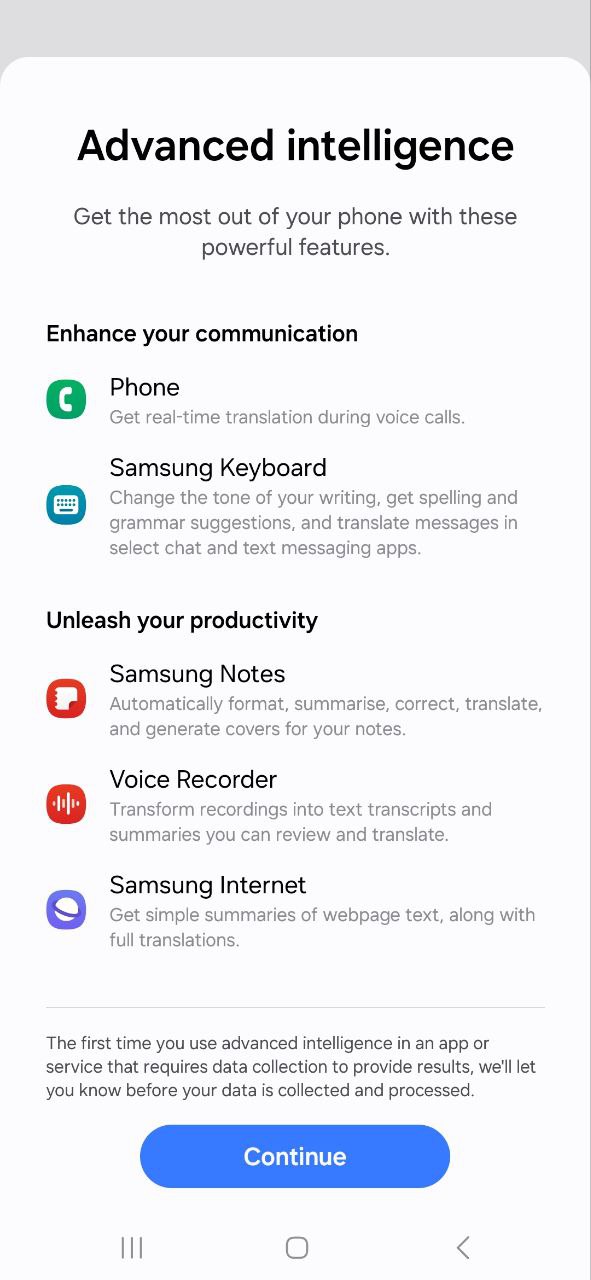 Advanced intelligence
Get the most out of your phone with these
powerful features.
Enhance your communication
Phone
Get real-time translation during voice calls.
Samsung Keyboard
Change the tone of your writing, get spelling and
grammar suggestions, and translate messages in
select chat and text messaging apps.
Unleash your productivity
Samsung Notes
Automatically format, summarise, correct, translate,
and generate covers for your notes.
Voice Recorder
Transform recordings into text transcripts and
summaries you can review and translate.
Samsung Internet
Get simple summaries of webpage text, along with
full translations.
The first time you use advanced intelligence in an app or
service that requires data collection to provide results, we'll let
you know before your data is collected and processed.
Continue